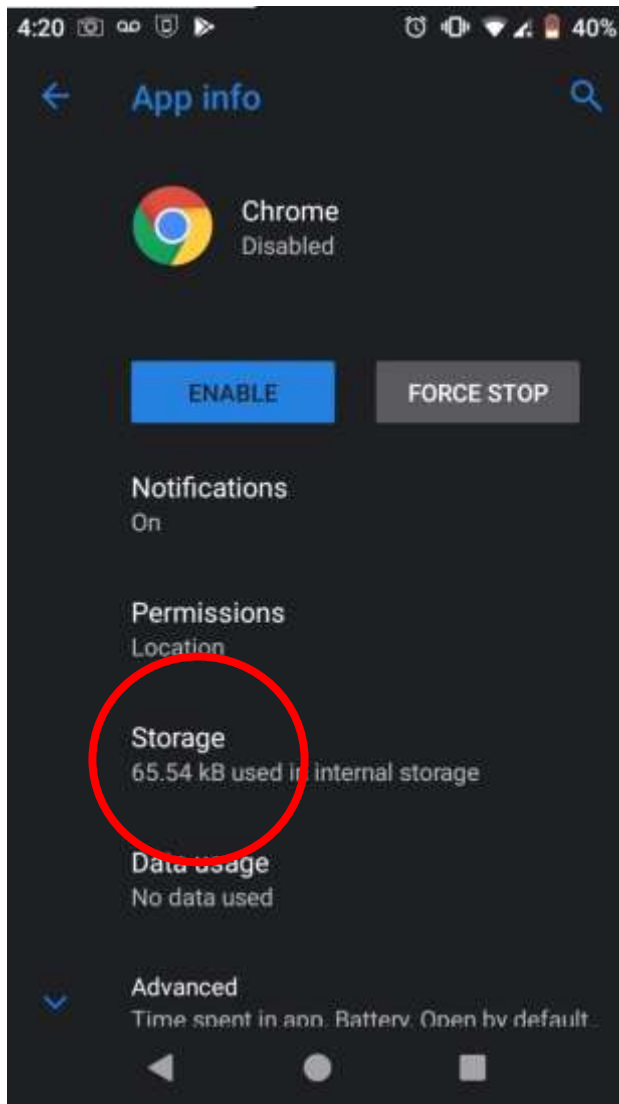 4:20 40%
App info
Chrome
Disabled
ENABLE FORCE STOP
Notifications
On
Permissions
Location
Storage
65.54 kB used in internal storage
Data usage
No data used
Advanced
Time spent in app, Battery, Open by default..